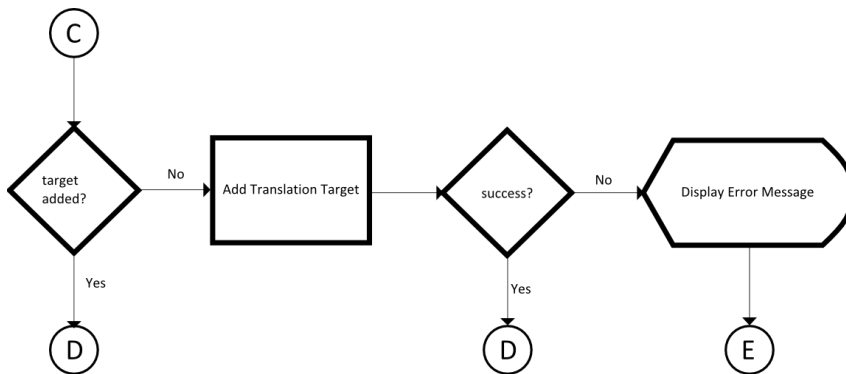 C
target
added?
No
Add Translation Target
success?
No
Display Error Message
Yes
Yes
D
D
E